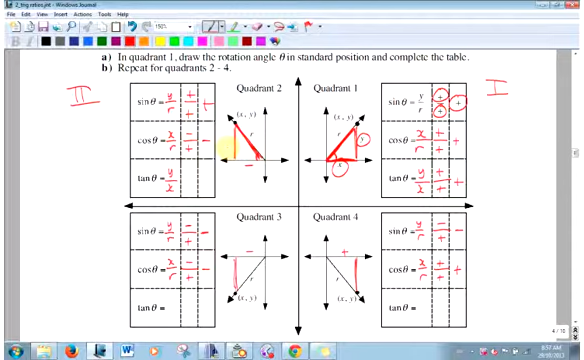 2_trig ratios.jnt - Windows Journal
File Edit View Insert Actions Tools Help
150%
a) In quadrant 1, draw the rotation angle θ in standard position and complete the table.
b) Repeat for quadrants 2 - 4.
II
I
Quadrant 2
Quadrant 1
sin θ = y/r +/+ +
cos θ = x/r −/+ −
tan θ = y/x
(x, y)
r
−
(x, y)
r
y
x
sin θ = y/r +/+ +
cos θ = x/r +/+ +
tan θ = y/x +/+ +
Quadrant 3
Quadrant 4
sin θ = y/r −/+ −
cos θ = x/r −/+ −
tan θ =
−
r
(x, y)
+
r
(x, y)
sin θ = y/r −/+ −
cos θ = x/r +/+ +
tan θ =
4 / 10
8:57 AM